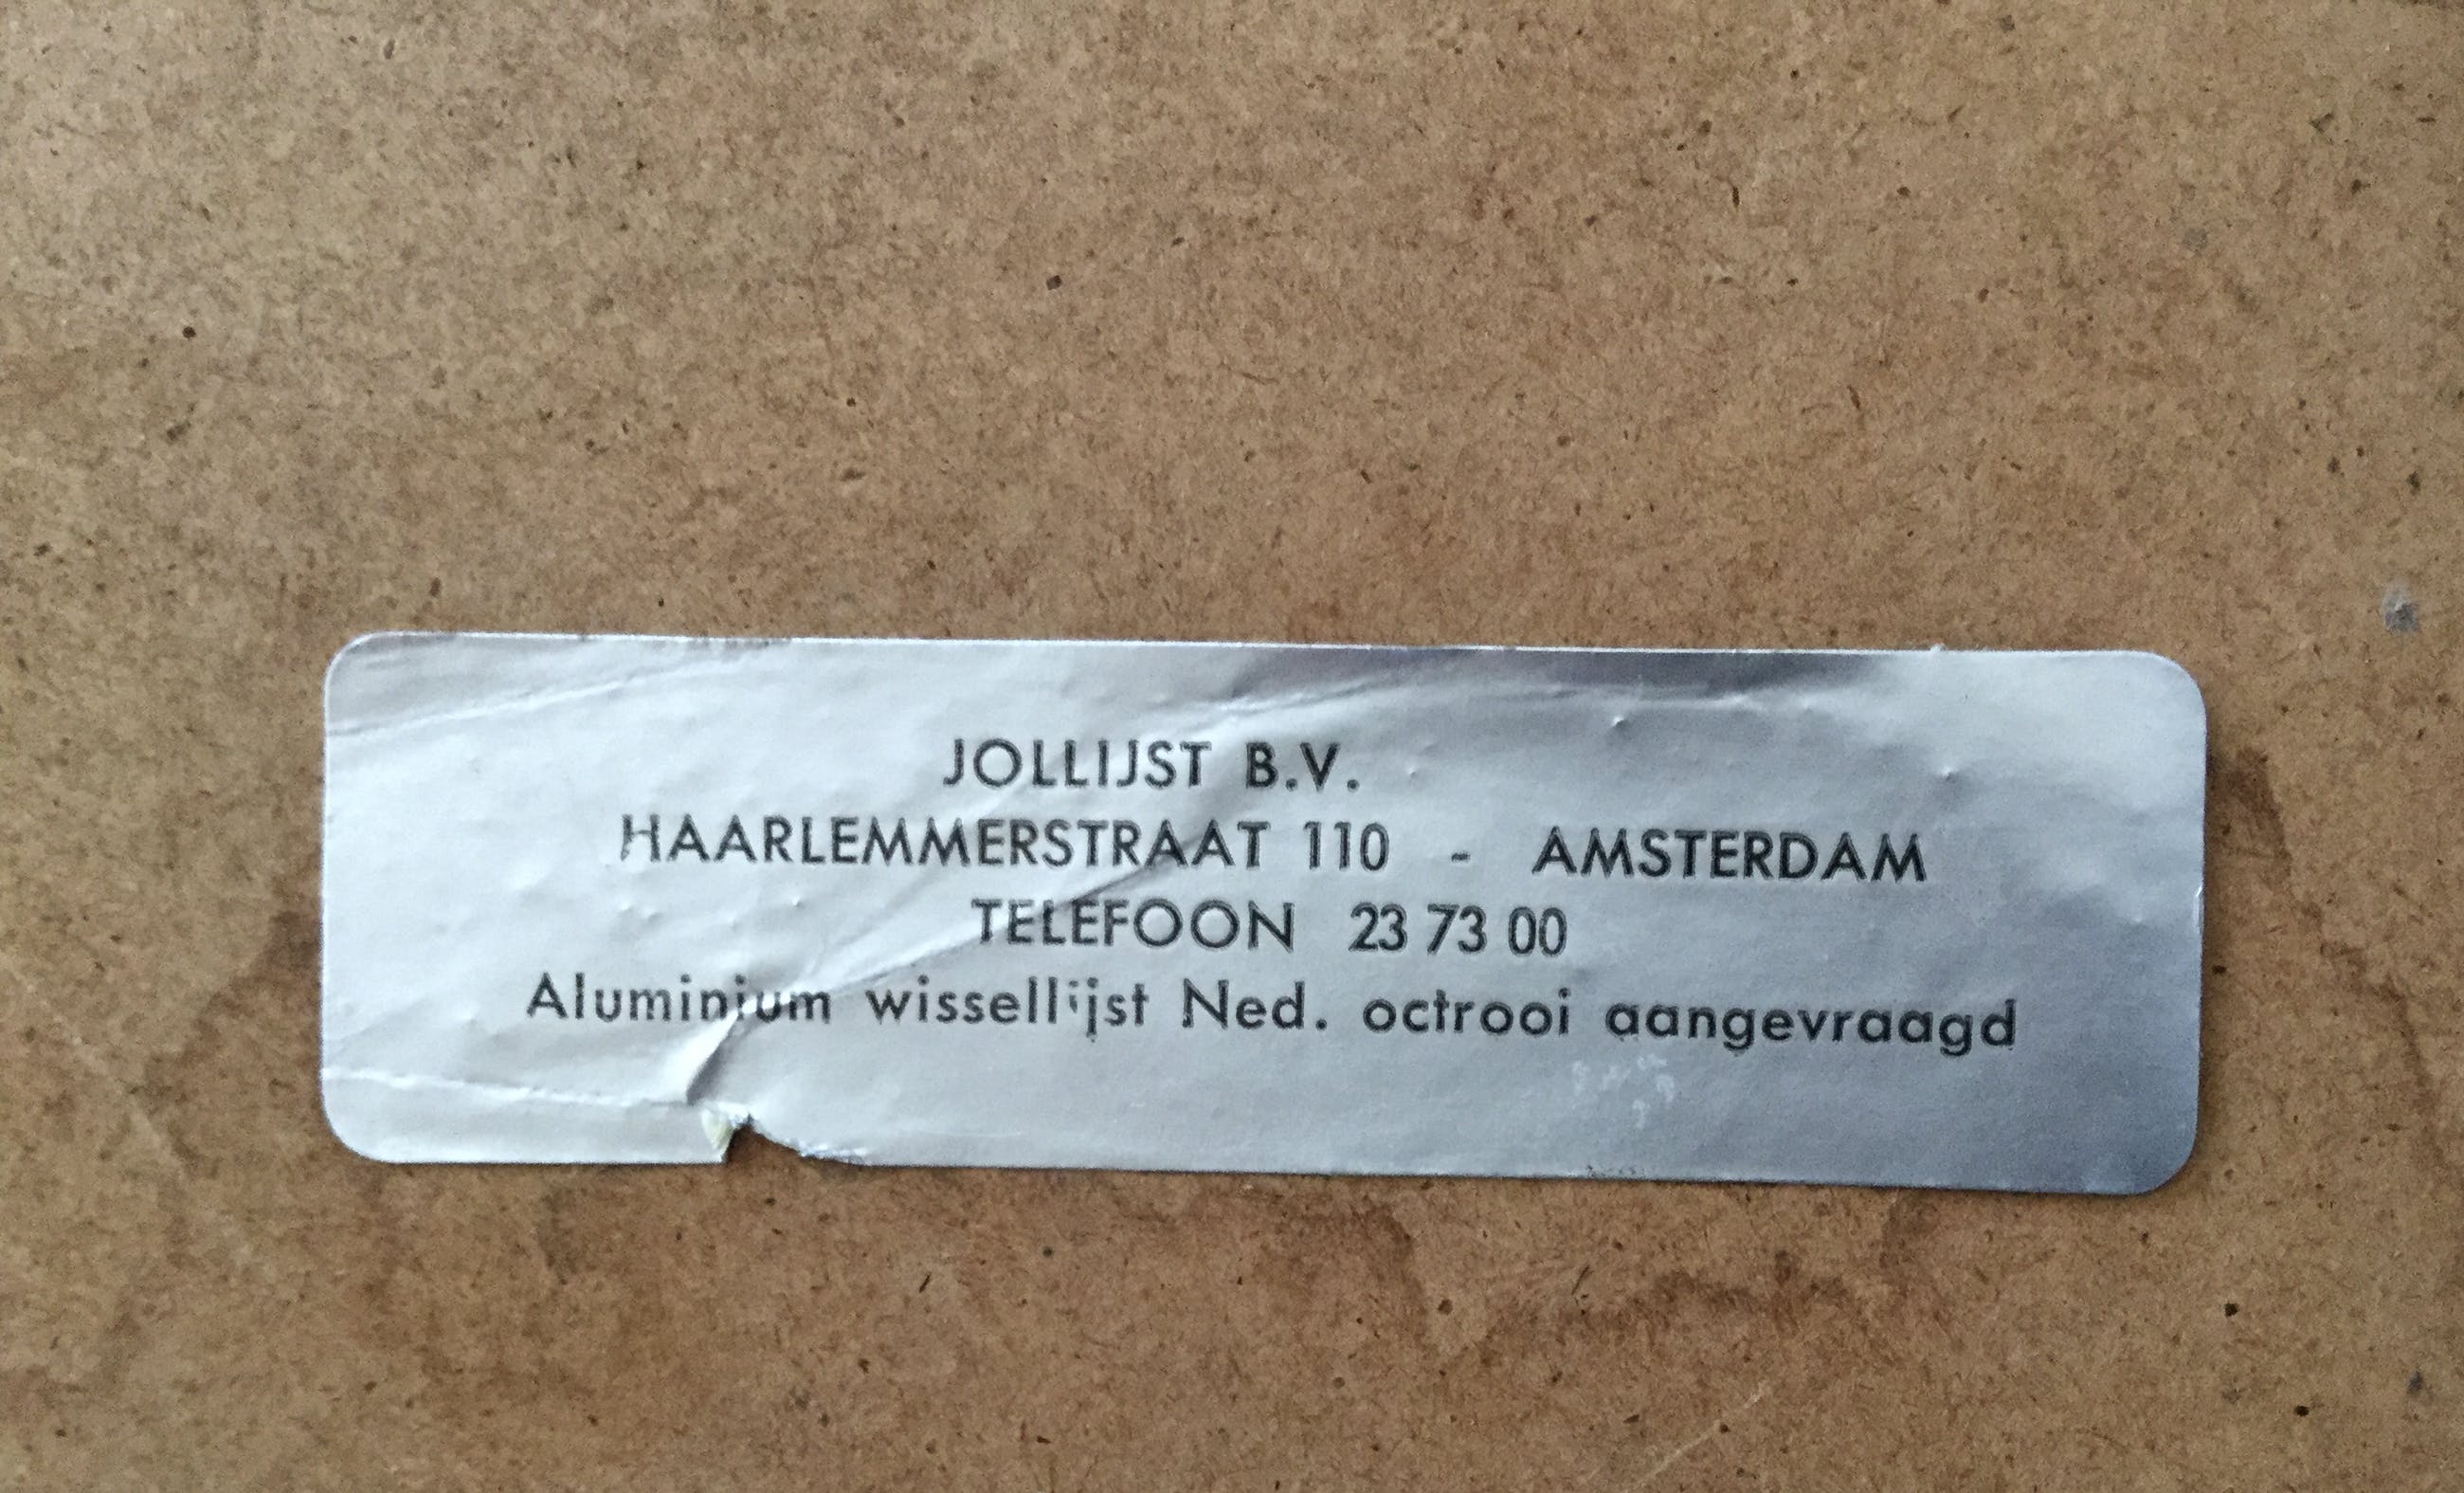 JOLLIJST B.V.
HAARLEMMERSTRAAT 110 - AMSTERDAM
TELEFOON 23 73 00
Aluminium wissellijst Ned. octrooi aangevraagd